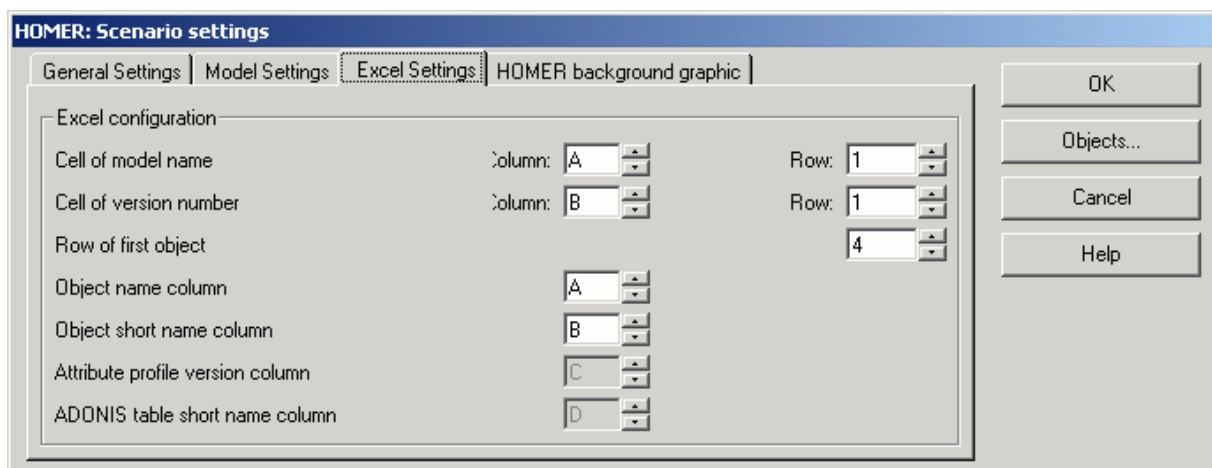 HOMER: Scenario settings
General Settings Model Settings Excel Settings HOMER background graphic
OK
Excel configuration
Objects...
Cell of model name Column: A Row: 1
Cell of version number Column: B Row: 1
Cancel
Row of first object 4
Help
Object name column A
Object short name column B
Attribute profile version column C
ADONIS table short name column D